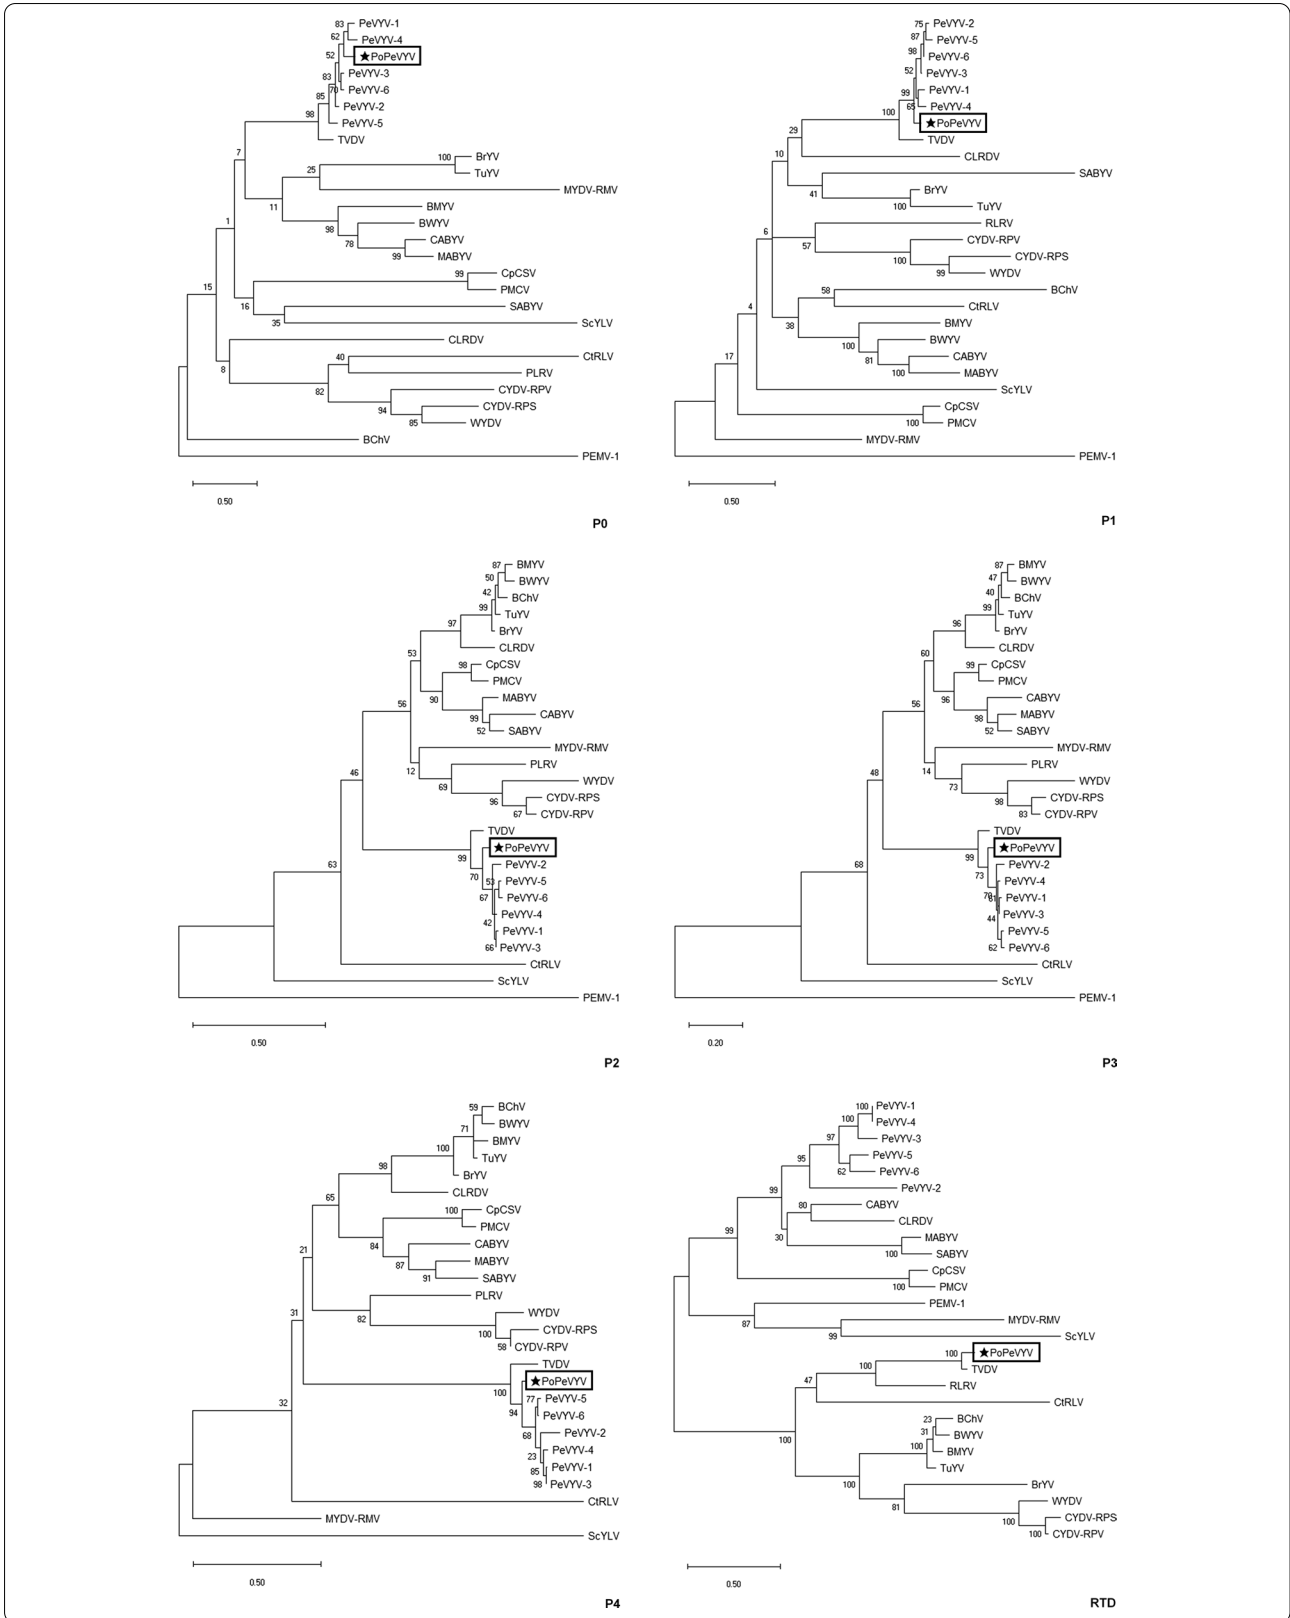 83 PeVYV-1
62 PeVYV-4
52 ★PoPeVYV
83 PeVYV-3
70 PeVYV-6
85 PeVYV-2
98 PeVYV-5
TVDV
7
100 BrYV
25 TuYV
MYDV-RMV
11 BMYV
98 BWYV
1 78 CABYV
99 MABYV
99 CpCSV
15 PMCV
16 SABYV
35 ScYLV
CLRDV
8 40 CtRLV
82 PLRV
CYDV-RPV
94 CYDV-RPS
85 WYDV
BChV
PEMV-1
0.50
P0
75 PeVYV-2
87 PeVYV-5
98 PeVYV-6
52 PeVYV-3
99 PeVYV-1
65 PeVYV-4
100 ★PoPeVYV
29 TVDV
10 CLRDV
SABYV
41 BrYV
100 TuYV
6 RLRV
57 CYDV-RPV
100 CYDV-RPS
99 WYDV
4 58 BChV
38 CtRLV
BMYV
100 BWYV
81 CABYV
17 100 MABYV
ScYLV
CpCSV
100 PMCV
MYDV-RMV
PEMV-1
0.50
P1
87 BMYV
50 BWYV
42 BChV
99 TuYV
97 BrYV
CLRDV
53 98 CpCSV
PMCV
90 MABYV
56 99 CABYV
52 SABYV
MYDV-RMV
12 PLRV
46 69 WYDV
96 CYDV-RPS
67 CYDV-RPV
TVDV
99 ★PoPeVYV
63 70 PeVYV-2
53 PeVYV-5
67 PeVYV-6
42 PeVYV-4
PeVYV-1
66 PeVYV-3
CtRLV
ScYLV
PEMV-1
0.50
P2
87 BMYV
47 BWYV
40 BChV
99 TuYV
96 BrYV
CLRDV
60 99 CpCSV
PMCV
96 CABYV
56 98 MABYV
52 SABYV
MYDV-RMV
14 PLRV
48 73 WYDV
98 CYDV-RPS
83 CYDV-RPV
TVDV
99 ★PoPeVYV
68 73 PeVYV-2
PeVYV-4
PeVYV-1
44 PeVYV-3
PeVYV-5
62 PeVYV-6
CtRLV
ScYLV
PEMV-1
0.20
P3
59 BChV
71 BWYV
100 BMYV
98 TuYV
BrYV
65 CLRDV
100 CpCSV
PMCV
84 CABYV
21 87 MABYV
91 SABYV
31 PLRV
82 WYDV
100 CYDV-RPS
58 CYDV-RPV
TVDV
100 ★PoPeVYV
94 77 PeVYV-5
32 PeVYV-6
68 PeVYV-2
23 PeVYV-4
85 PeVYV-1
98 PeVYV-3
CtRLV
MYDV-RMV
ScYLV
0.50
P4
100 PeVYV-1
100 PeVYV-4
97 PeVYV-3
95 PeVYV-5
62 PeVYV-6
99 PeVYV-2
80 CABYV
CLRDV
99 30 MABYV
100 SABYV
CpCSV
100 PMCV
PEMV-1
87 MYDV-RMV
99 ScYLV
100 ★PoPeVYV
100 TVDV
47 RLRV
CtRLV
23 BChV
31 BWYV
100 100 BMYV
TuYV
100 BrYV
81 WYDV
100 CYDV-RPS
100 CYDV-RPV
0.50
RTD